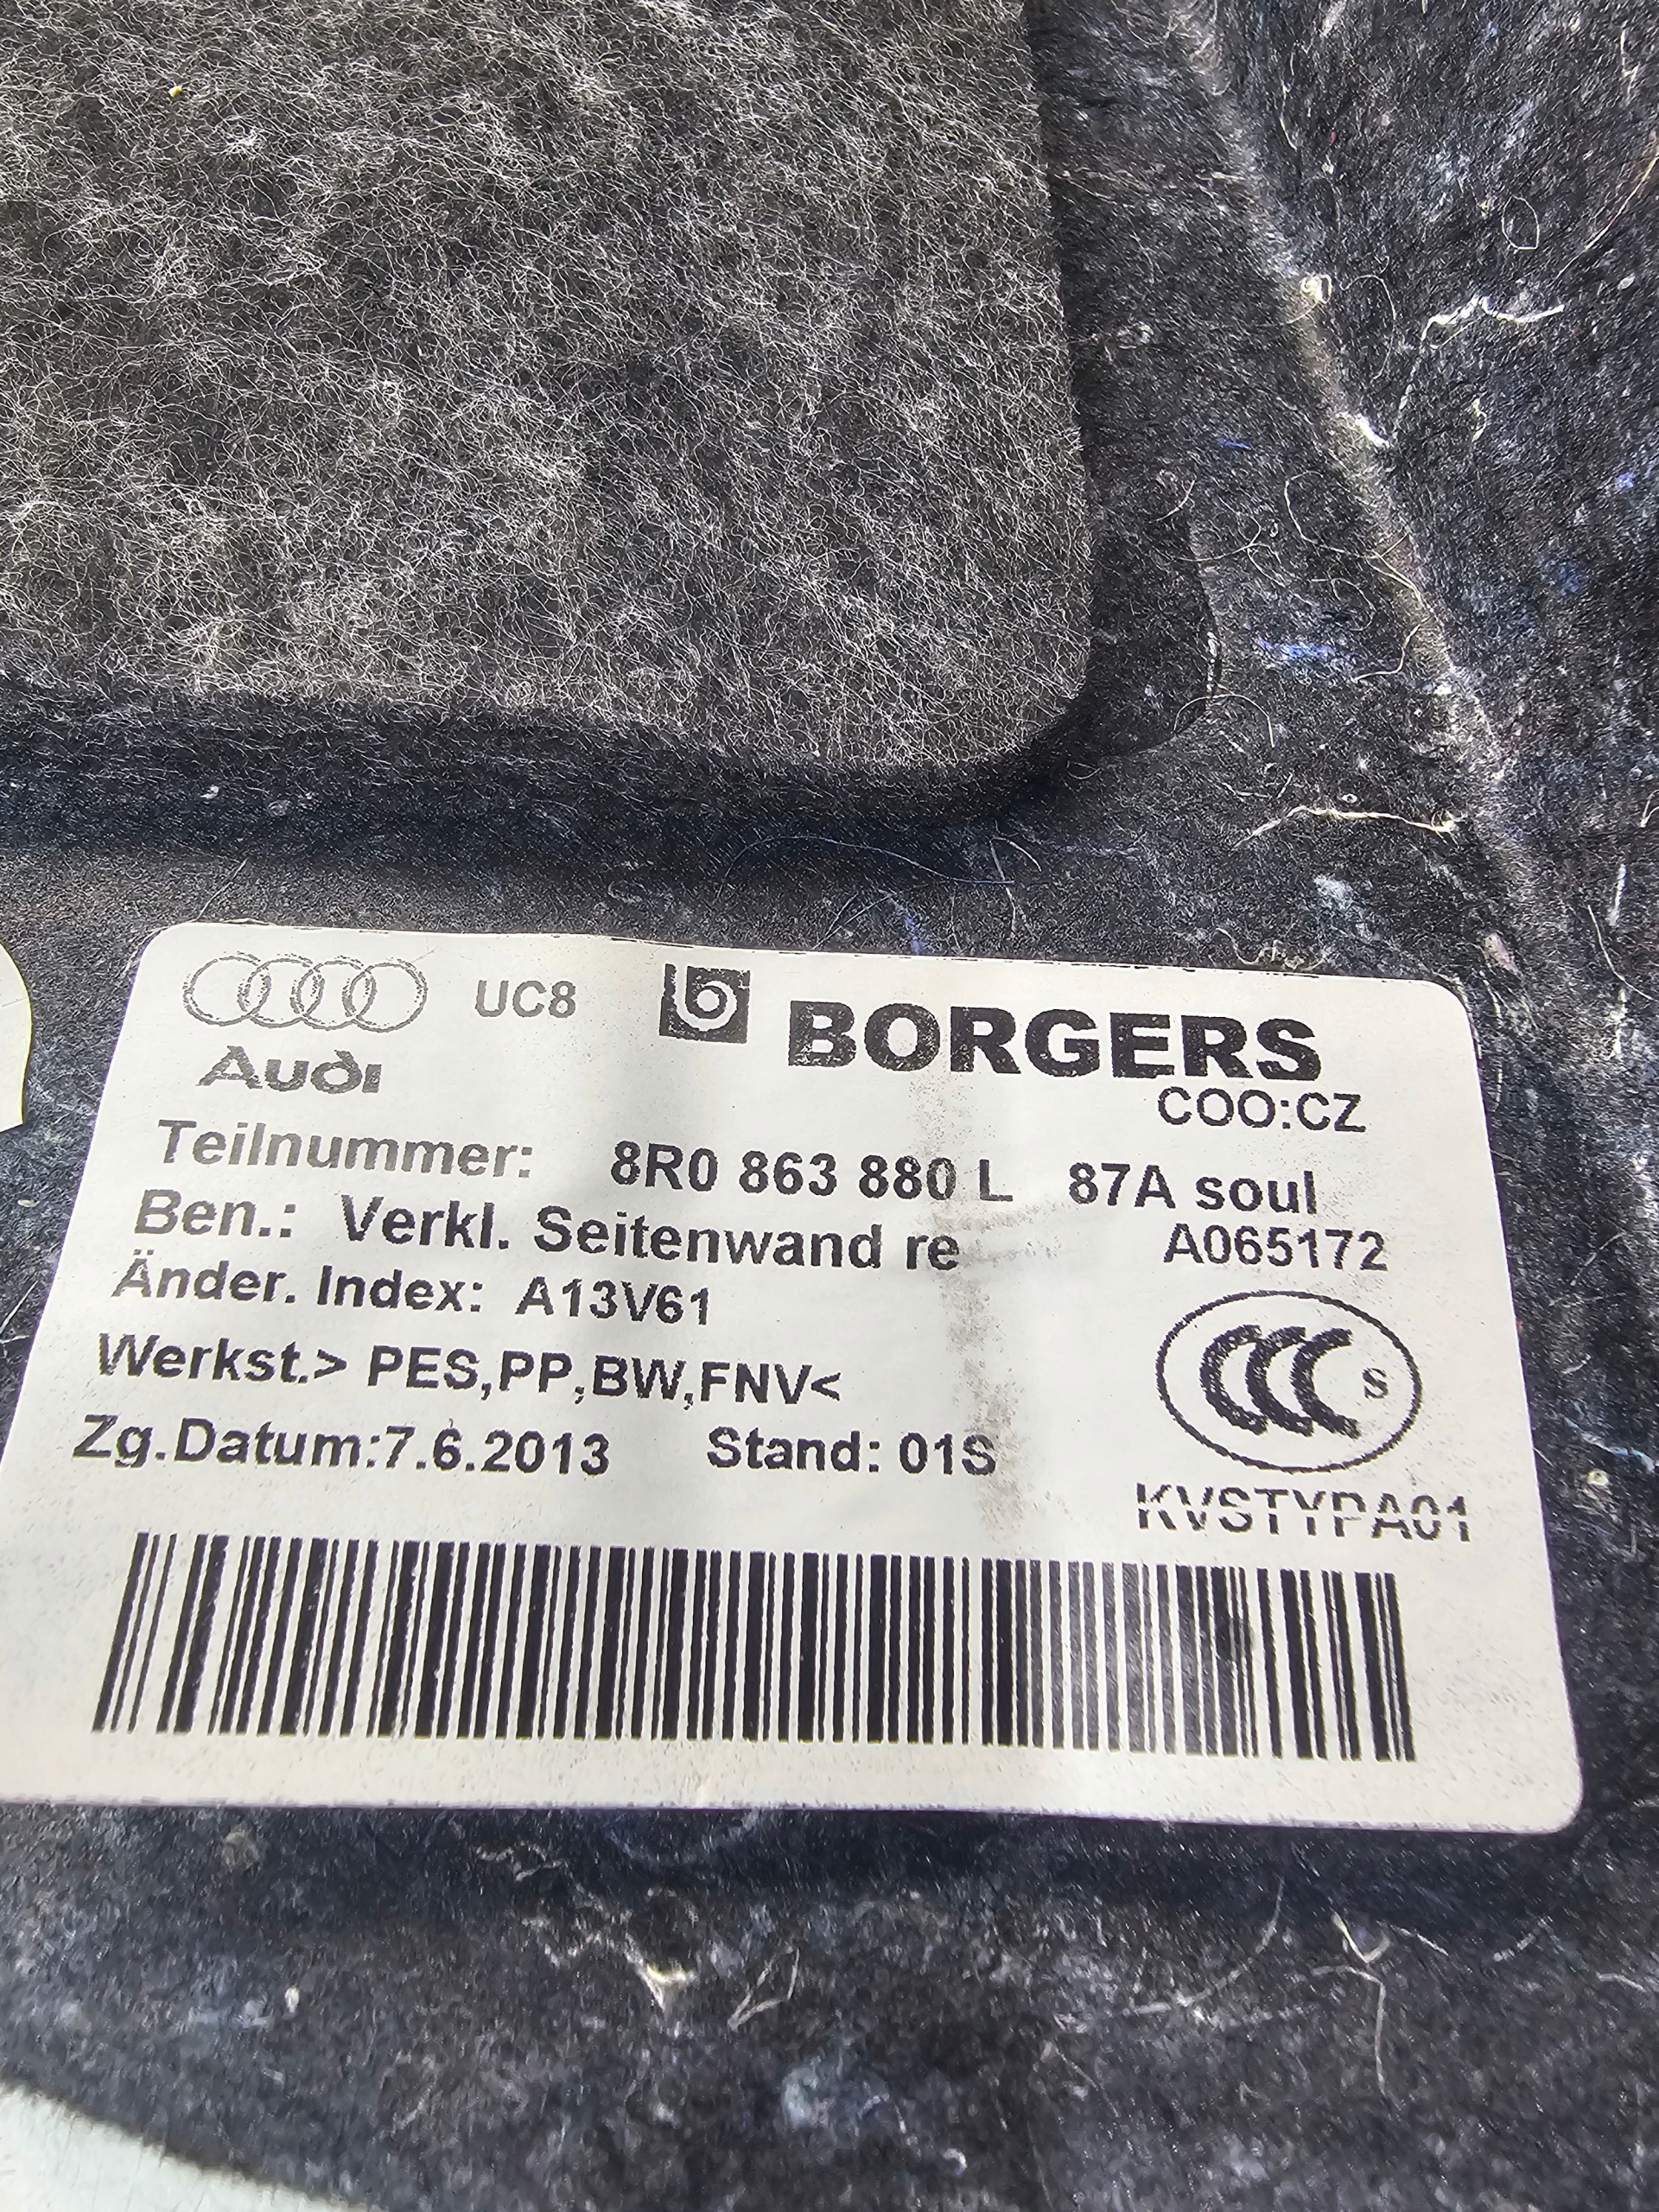 UC8 BORGERS
Audi
COO:CZ
Teilnummer: 8R0 863 880 L 87A soul
Ben.: Verkl. Seitenwand re A065172
Änder. Index: A13V61
Werkst.> PES,PP,BW,FNV<
CCC S
Zg.Datum:7.6.2013 Stand: 01S
KVSTYPA01